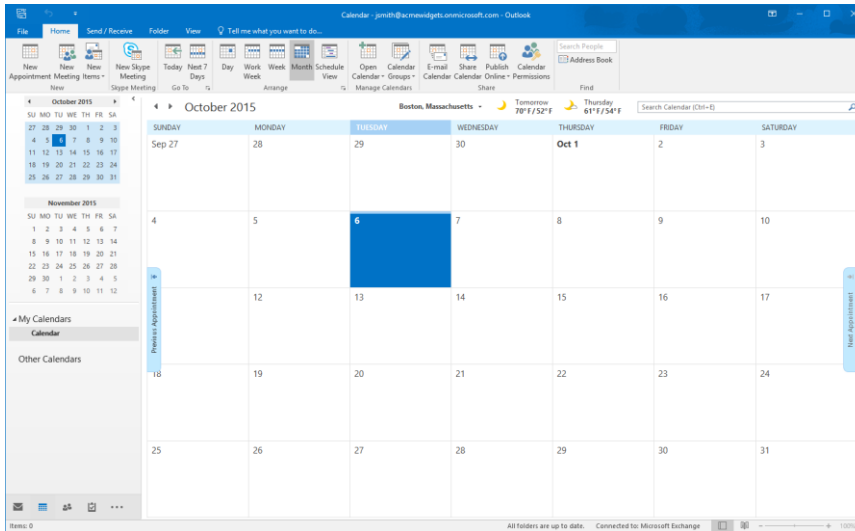 Calendar - jsmith@acmewidgets.onmicrosoft.com - Outlook
File Home Send / Receive Folder View Tell me what you want to do...
New Appointment
New Meeting
New Items
New Skype Meeting
Today
Next 7 Days
Day
Work Week
Week
Month
Schedule View
Open Calendar
Calendar Groups
E-mail Calendar
Share Calendar
Publish Online
Calendar Permissions
Search People
Address Book
New Skype Meeting Go To Arrange Manage Calendars Share Find
October 2015
SU MO TU WE TH FR SA
27 28 29 30 1 2 3
4 5 6 7 8 9 10
11 12 13 14 15 16 17
18 19 20 21 22 23 24
25 26 27 28 29 30 31
November 2015
SU MO TU WE TH FR SA
1 2 3 4 5 6 7
8 9 10 11 12 13 14
15 16 17 18 19 20 21
22 23 24 25 26 27 28
29 30 1 2 3 4 5
6 7 8 9 10 11 12
My Calendars
Calendar
Other Calendars
October 2015
Boston, Massachusetts
Tomorrow
70°F/52°F
Thursday
61°F/54°F
Search Calendar (Ctrl+E)
SUNDAY MONDAY TUESDAY WEDNESDAY THURSDAY FRIDAY SATURDAY
Sep 27 28 29 30 Oct 1 2 3
4 5 6 7 8 9 10
12 13 14 15 16 17
18 19 20 21 22 23 24
25 26 27 28 29 30 31
Previous Appointment
Next Appointment
Items: 0
All folders are up to date. Connected to: Microsoft Exchange 100%